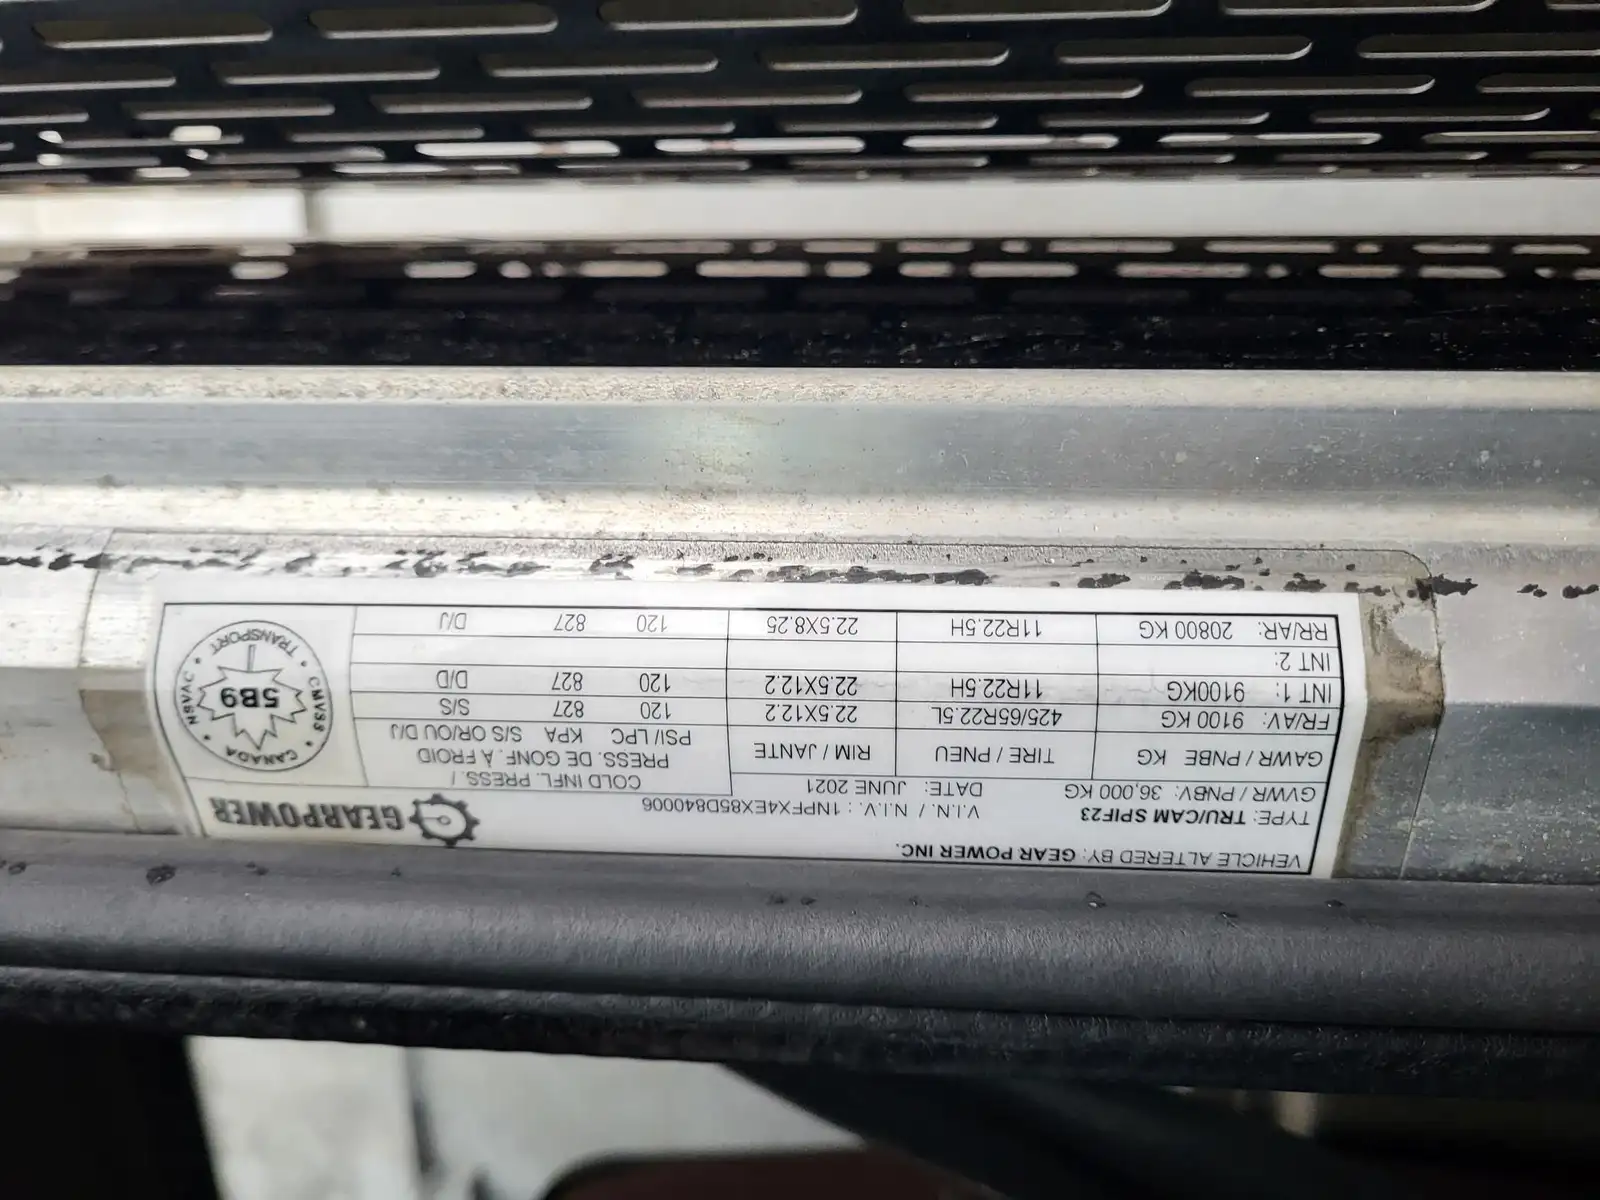 VEHICLE ALTERED BY: GEAR POWER INC.
TYPE: TRU/CAM SPIF23 V.I.N. / N.I.V. : 1NPFX4EX85D840006
GEARPOWER
GVWR / PNBV: 36,000 KG DATE: JUNE 2021
GAWR / PNBE KG TIRE / PNEU RIM / JANTE COLD INFL. PRESS. /
PRESS. DE GONF. À FROID
PSI/ LPC KPA S/S OR/OU D/J
FR/AV: 9100 KG 425/65R22.5L 22.5X12.2 120 827 S/S
INT 1: 9100KG 11R22.5H 22.5X12.2 120 827 D/D
INT 2:
RR/AR: 20800 KG 11R22.5H 22.5X8.25 120 827 D/J
CANADA • CMVSS • TRANSPORT • NSVAC
5B9